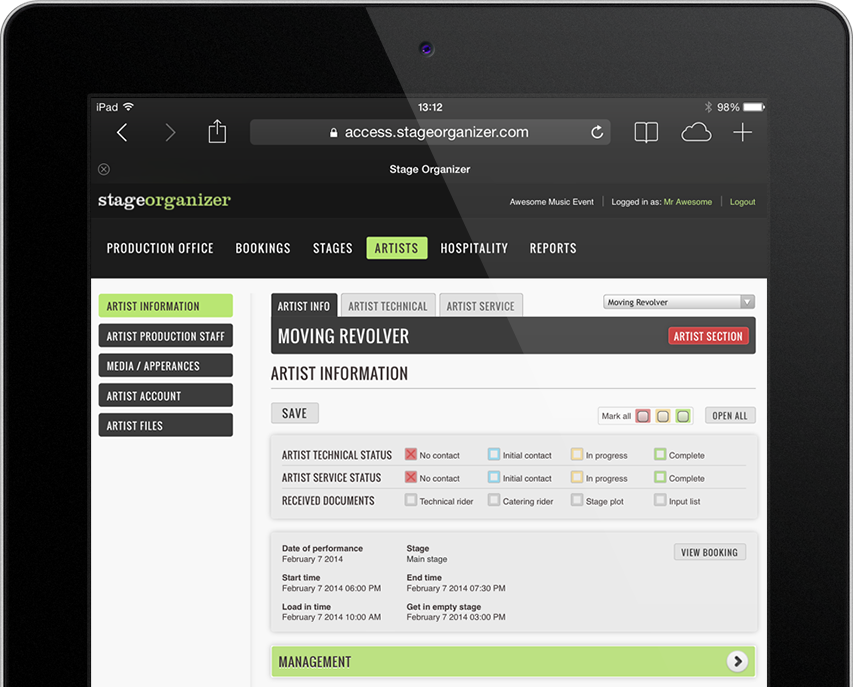 iPad 13:12 98%
access.stageorganizer.com
Stage Organizer
stageorganizer Awesome Music Event | Logged in as: Mr Awesome | Logout
PRODUCTION OFFICE BOOKINGS STAGES ARTISTS HOSPITALITY REPORTS
ARTIST INFORMATION
ARTIST PRODUCTION STAFF
MEDIA / APPERANCES
ARTIST ACCOUNT
ARTIST FILES
ARTIST INFO ARTIST TECHNICAL ARTIST SERVICE Moving Revolver
MOVING REVOLVER ARTIST SECTION
ARTIST INFORMATION
SAVE Mark all OPEN ALL
ARTIST TECHNICAL STATUS No contact Initial contact In progress Complete
ARTIST SERVICE STATUS No contact Initial contact In progress Complete
RECEIVED DOCUMENTS Technical rider Catering rider Stage plot Input list
Date of performance Stage
February 7 2014 Main stage
VIEW BOOKING
Start time End time
February 7 2014 06:00 PM February 7 2014 07:30 PM
Load in time Get in empty stage
February 7 2014 10:00 AM February 7 2014 03:00 PM
MANAGEMENT